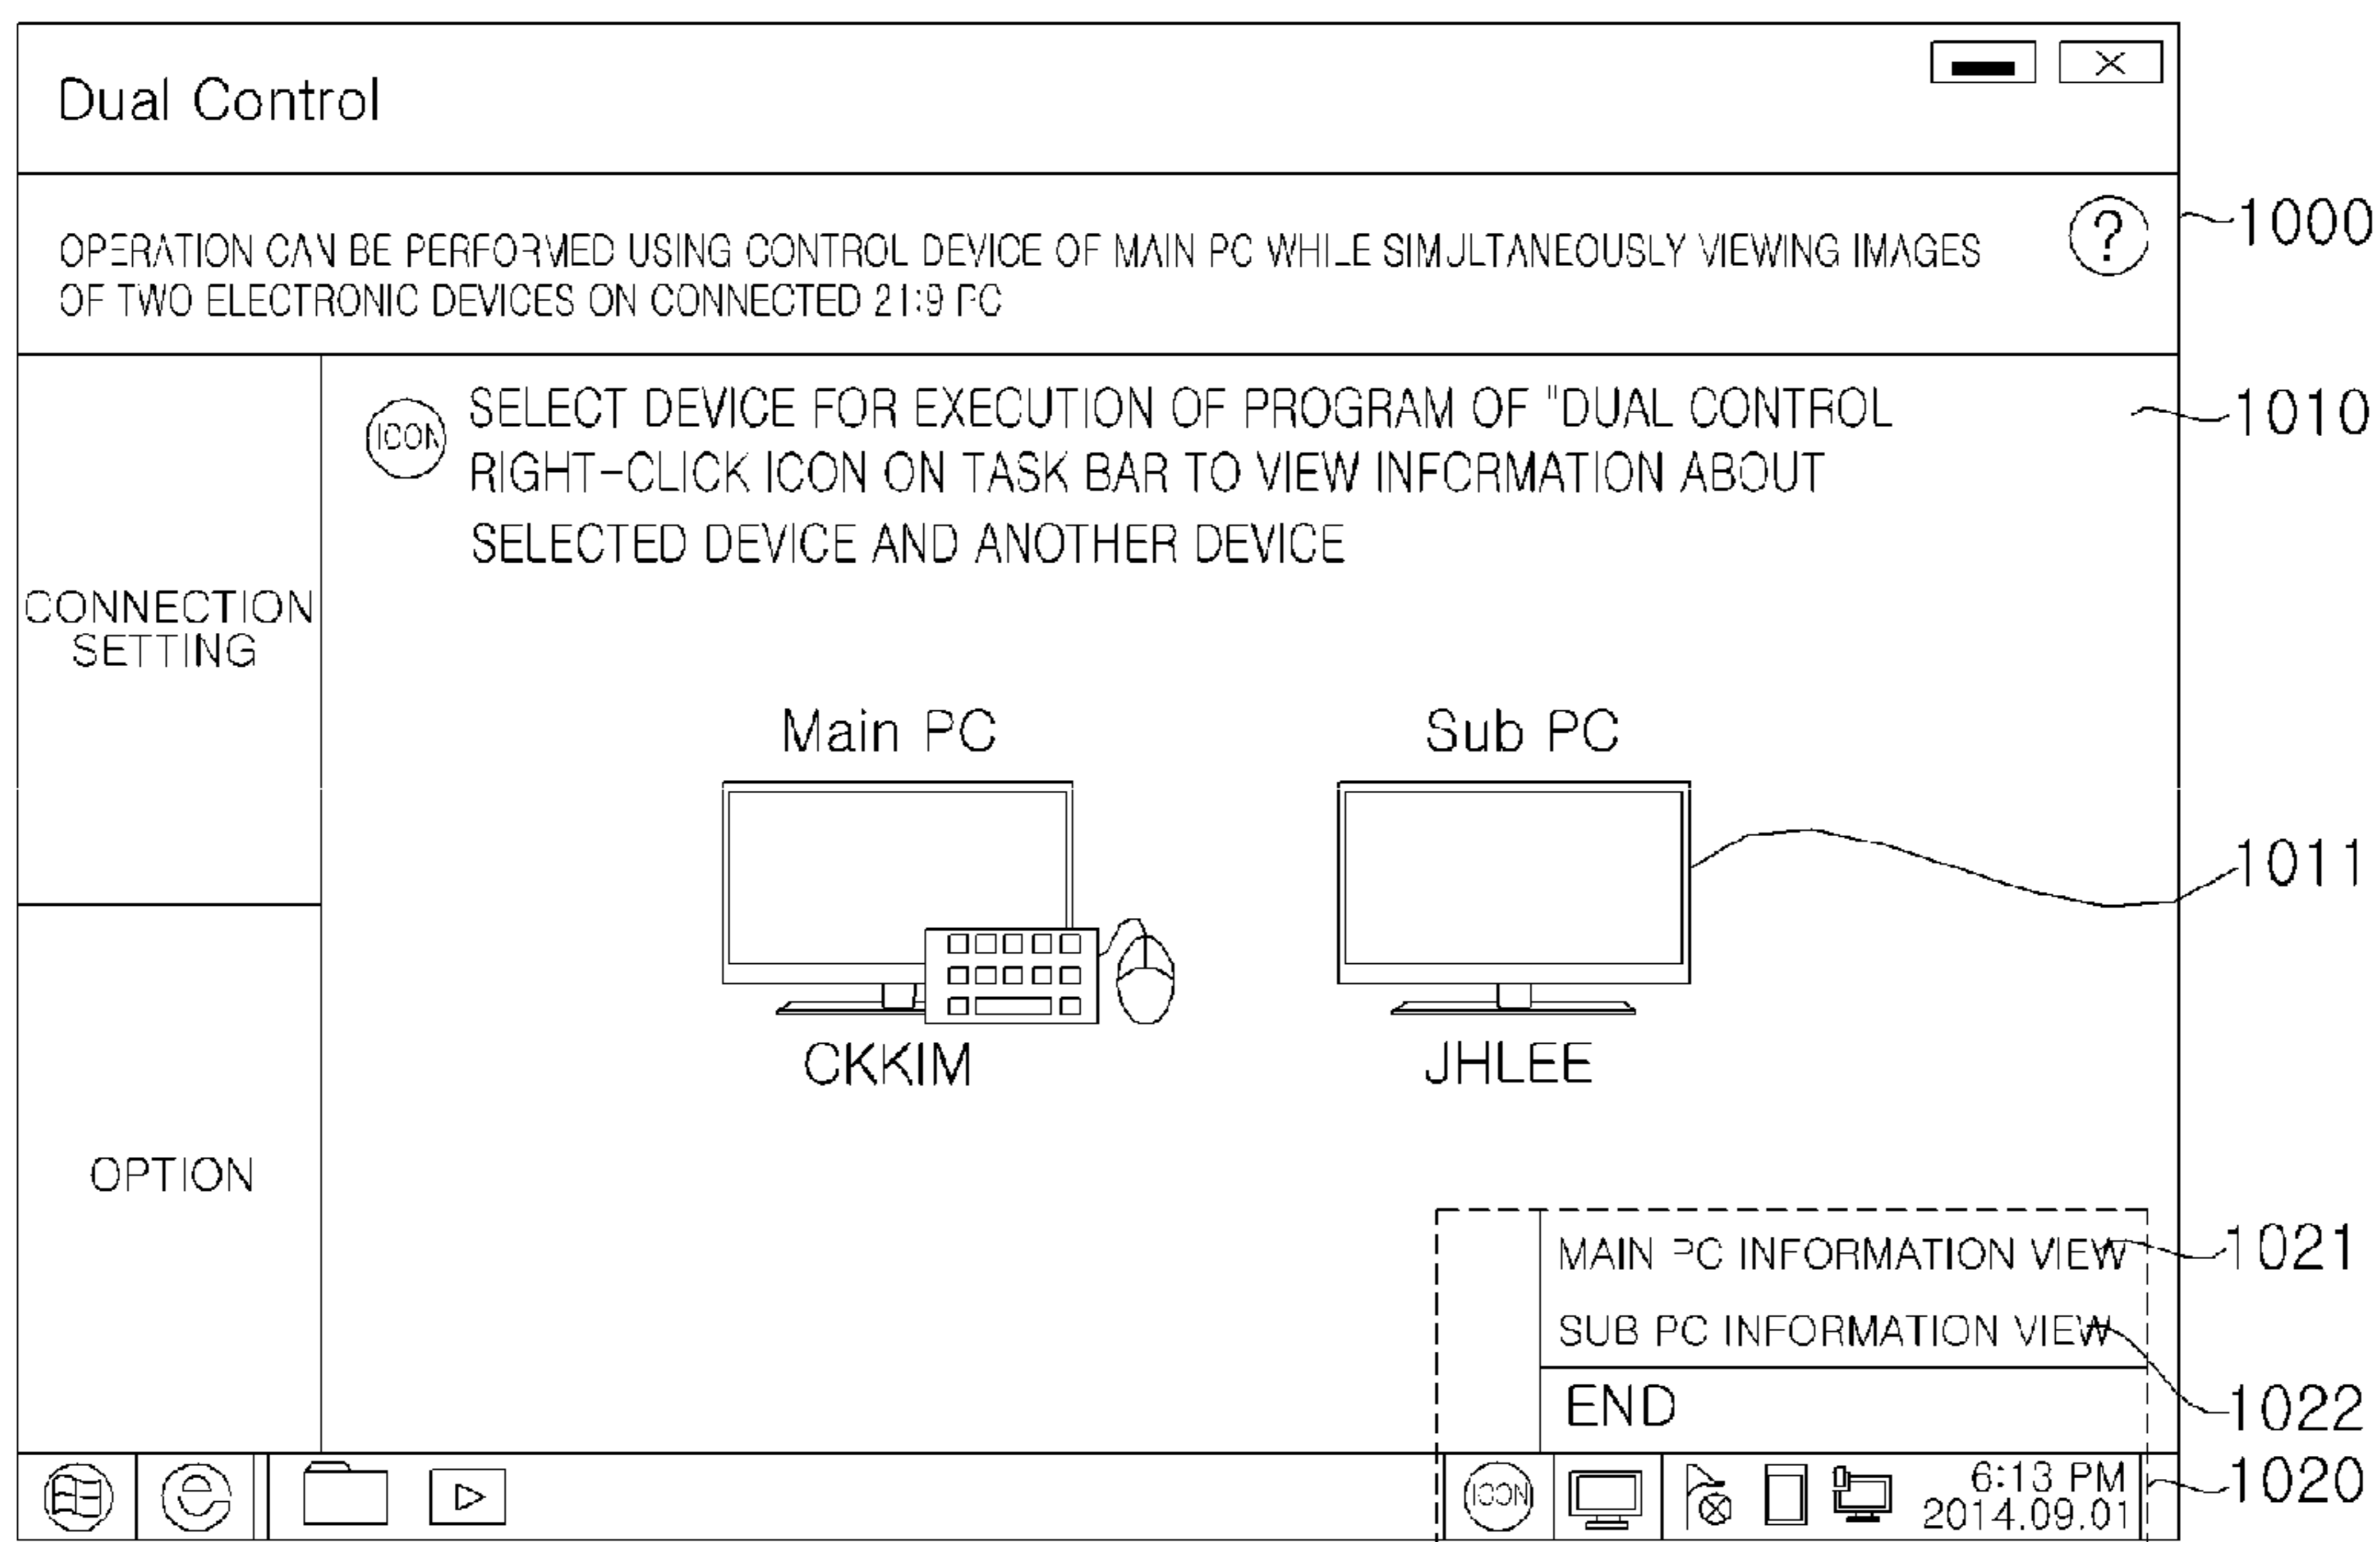 Dual Control
OPERATION CAN BE PERFORMED USING CONTROL DEVICE OF MAIN PC WHILE SIMULTANEOUSLY VIEWING IMAGES
OF TWO ELECTRONIC DEVICES ON CONNECTED 21:9 PC
?
1000
ICON
SELECT DEVICE FOR EXECUTION OF PROGRAM OF "DUAL CONTROL
RIGHT-CLICK ICON ON TASK BAR TO VIEW INFORMATION ABOUT
SELECTED DEVICE AND ANOTHER DEVICE
1010
CONNECTION
SETTING
Main PC
Sub PC
1011
CKKIM
JHLEE
OPTION
MAIN PC INFORMATION VIEW
1021
SUB PC INFORMATION VIEW
1022
END
e
ICON
6:13 PM
2014.09.01
1020